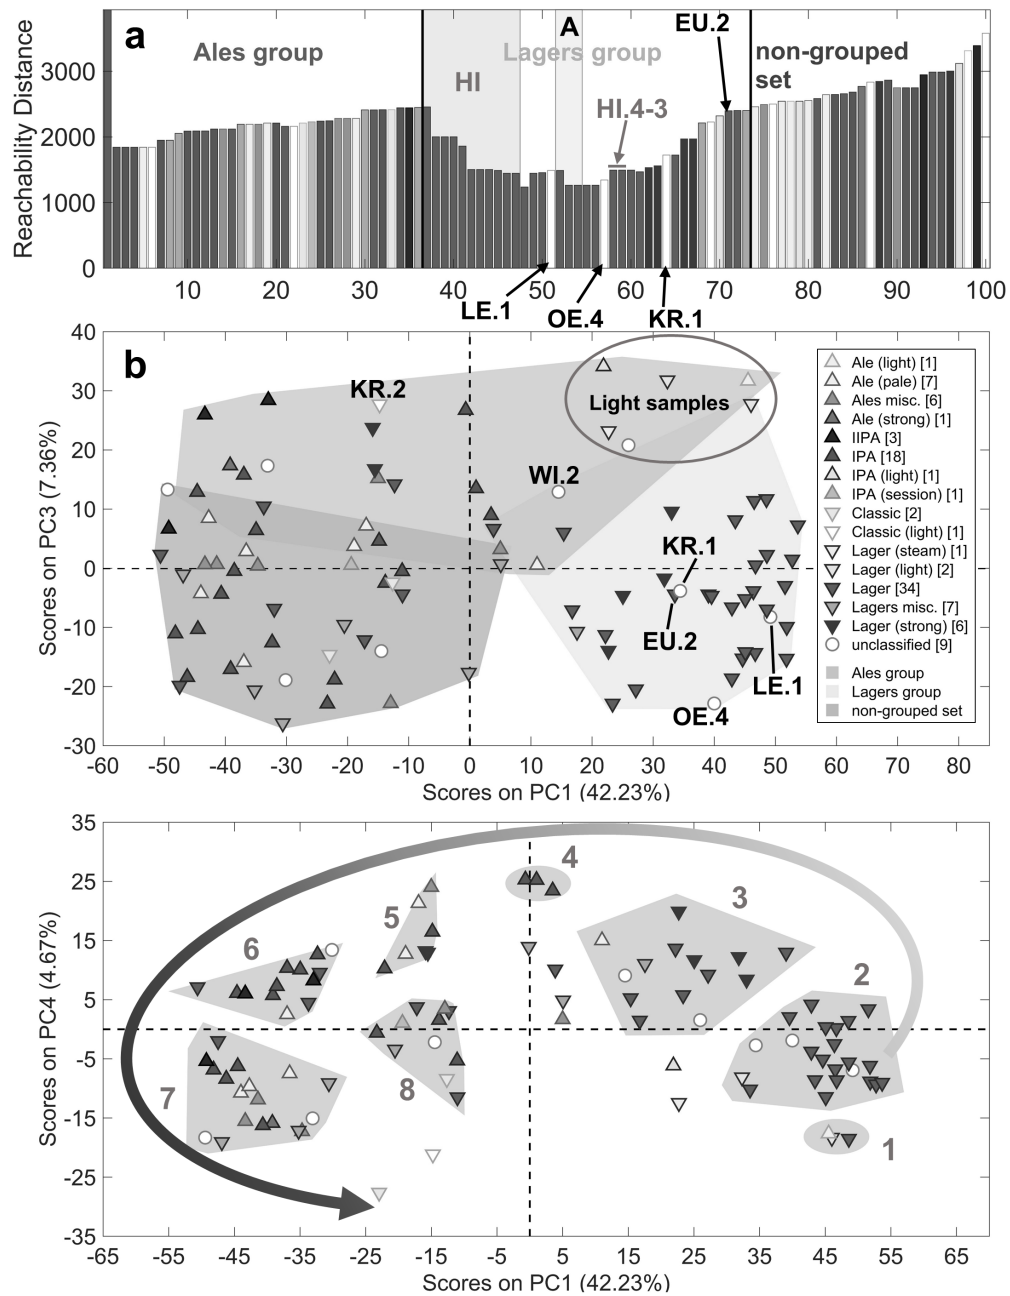 a
A
EU.2
Ales group
Lagers group
non-grouped
set
HI
HI.4-3
Reachability Distance
3000
2000
1000
0
10 20 30 40 50 60 70 80 90 100
LE.1
OE.4
KR.1
b
40
30
20
10
0
-10
-20
-30
Scores on PC3 (7.36%)
KR.2
Light samples
WI.2
KR.1
EU.2
LE.1
OE.4
Ale (light) [1]
Ale (pale) [7]
Ales misc. [6]
Ale (strong) [1]
IIPA [3]
IPA [18]
IPA (light) [1]
IPA (session) [1]
Classic [2]
Classic (light) [1]
Lager (steam) [1]
Lager (light) [2]
Lager [34]
Lagers misc. [7]
Lager (strong) [6]
unclassified [9]
Ales group
Lagers group
non-grouped set
-60 -50 -40 -30 -20 -10 0 10 20 30 40 50 60 70 80
Scores on PC1 (42.23%)
35
25
15
5
-5
-15
-25
-35
Scores on PC4 (4.67%)
4
5
3
6
2
7
8
1
-65 -55 -45 -35 -25 -15 -5 5 15 25 35 45 55 65
Scores on PC1 (42.23%)